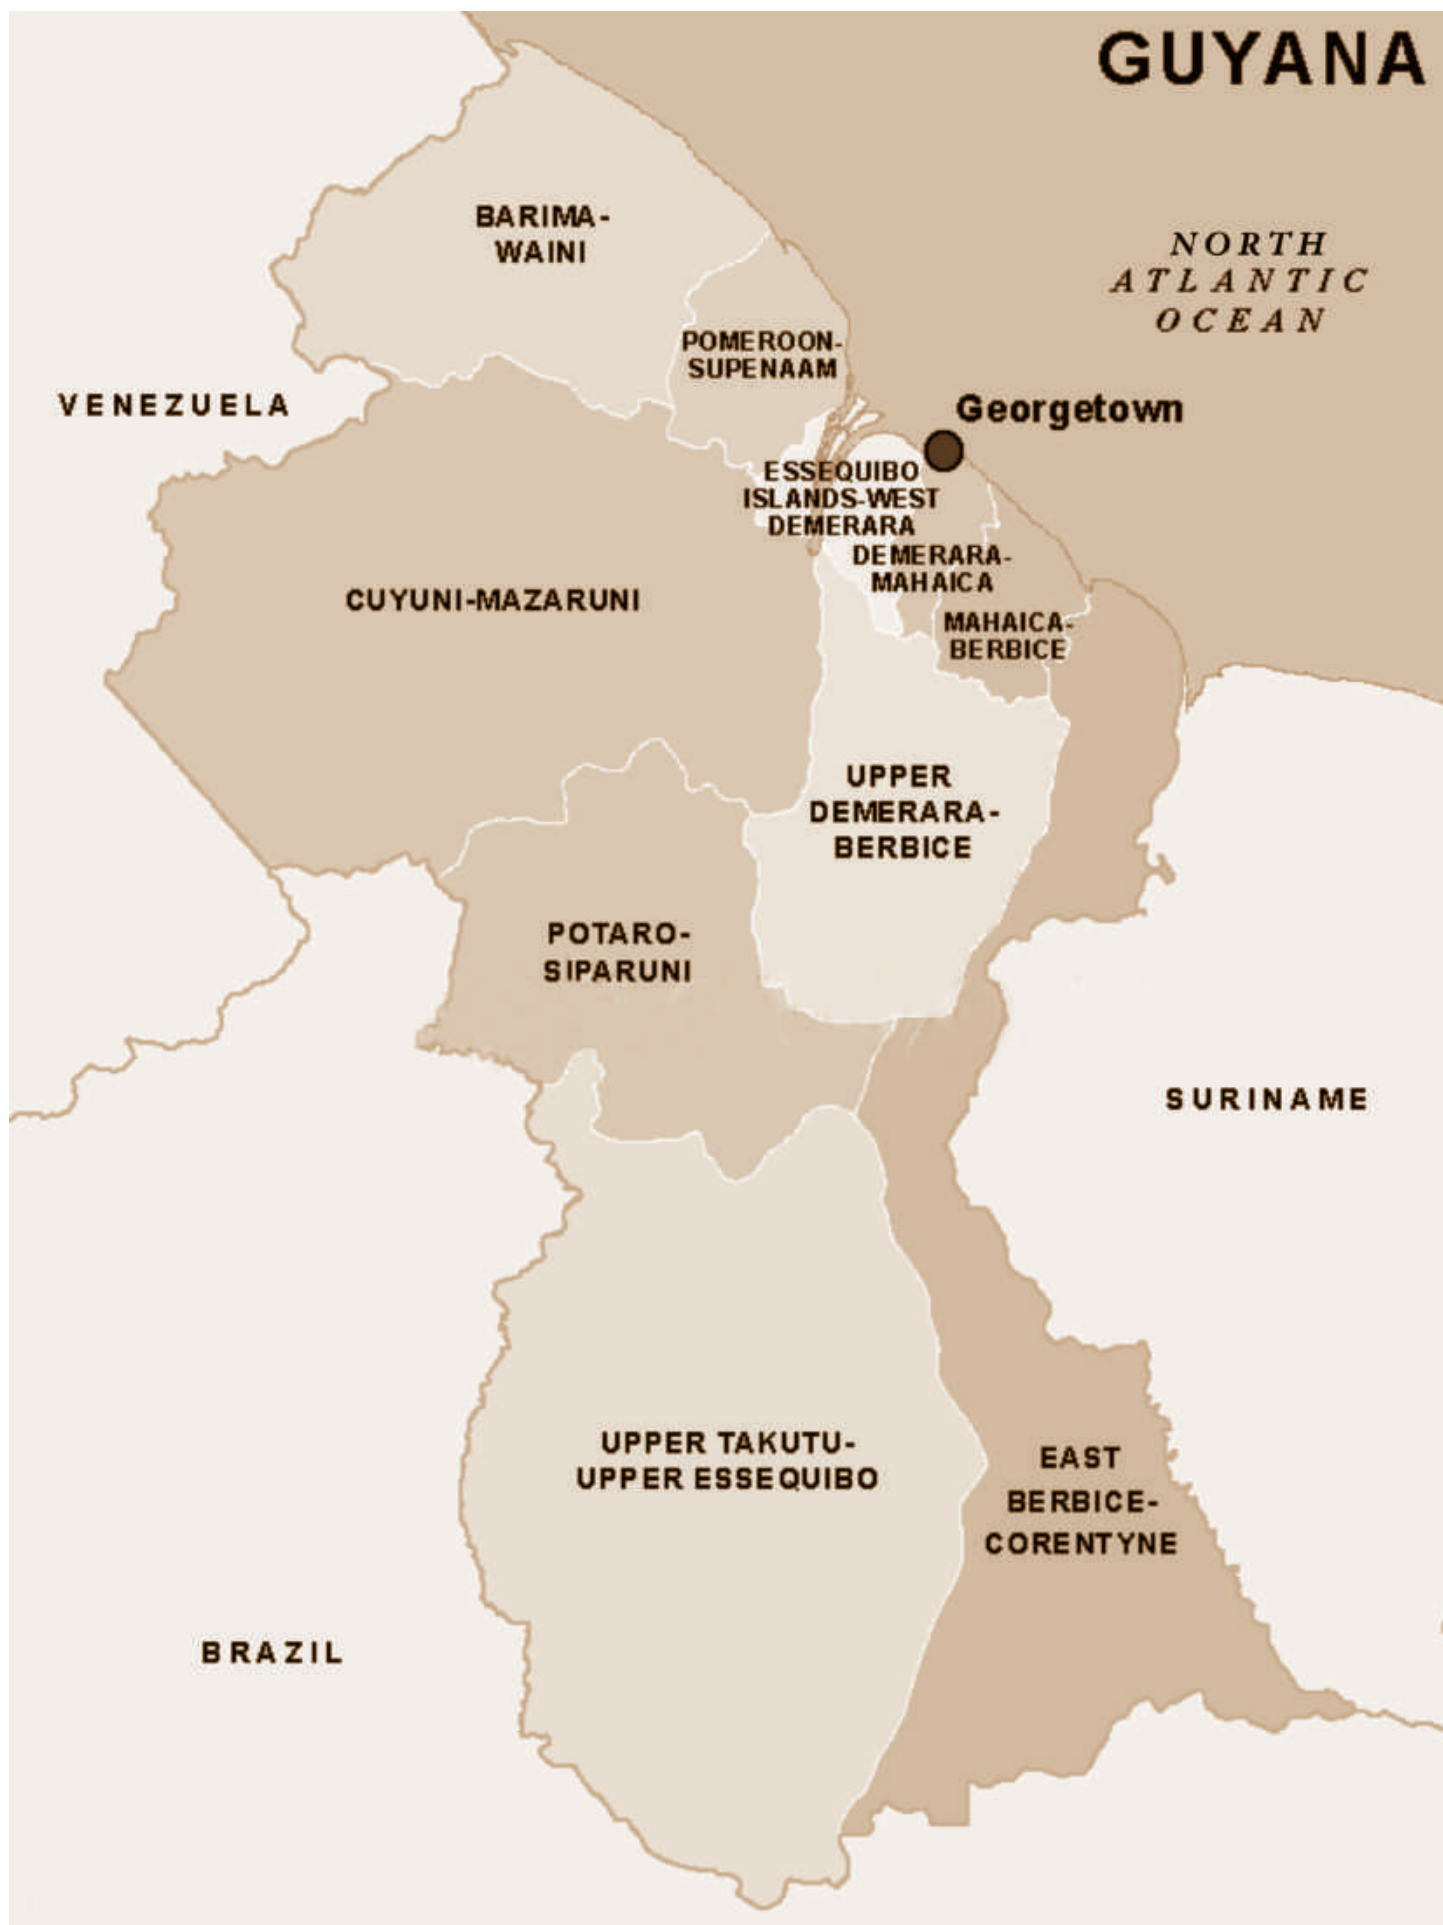 GUYANA
BARIMA-
WAINI
NORTH
ATLANTIC
OCEAN
POMEROON-
SUPENAAM
VENEZUELA
Georgetown
ESSEQUIBO
ISLANDS-WEST
DEMERARA
DEMERARA-
MAHAICA
CUYUNI-MAZARUNI
MAHAICA-
BERBICE
UPPER
DEMERARA-
BERBICE
POTARO-
SIPARUNI
SURINAME
UPPER TAKUTU-
UPPER ESSEQUIBO
EAST
BERBICE-
CORENTYNE
BRAZIL